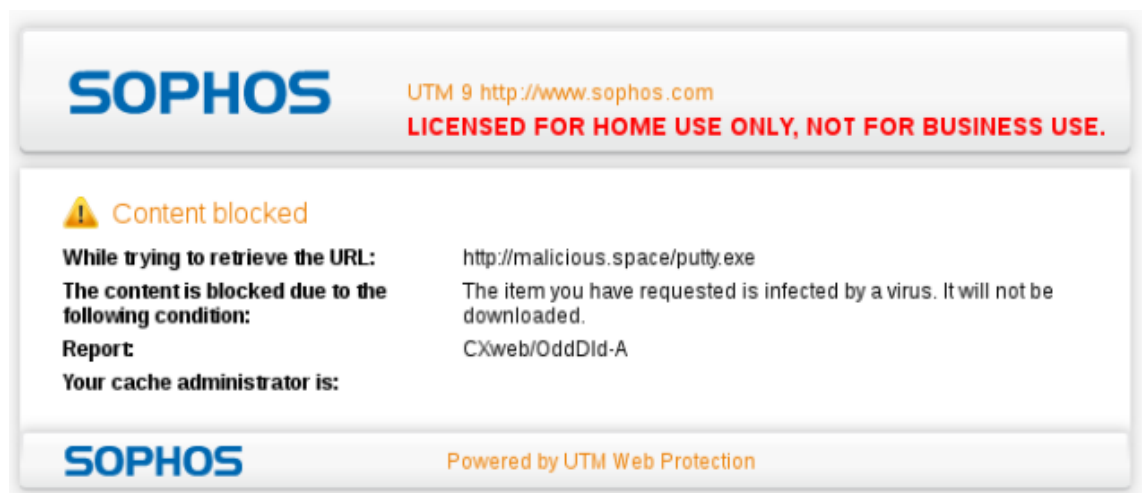 SOPHOS
UTM 9 http://www.sophos.com
LICENSED FOR HOME USE ONLY, NOT FOR BUSINESS USE.
Content blocked
While trying to retrieve the URL: http://malicious.space/putty.exe
The content is blocked due to the following condition: The item you have requested is infected by a virus. It will not be downloaded.
Report: CXweb/OddDld-A
Your cache administrator is:
SOPHOS
Powered by UTM Web Protection